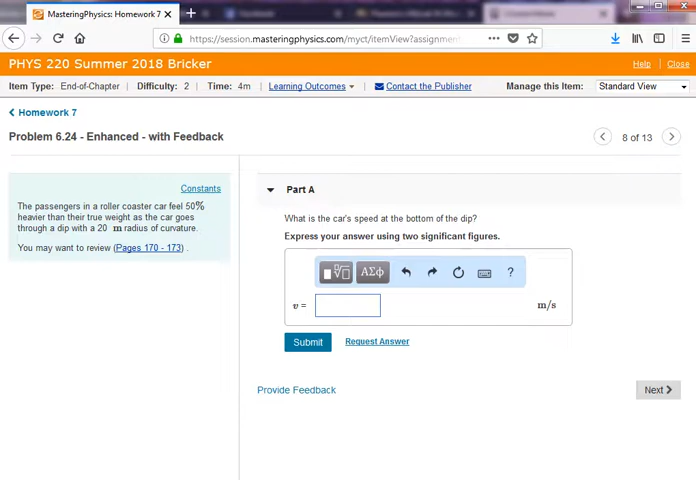 MasteringPhysics: Homework 7
https://session.masteringphysics.com/myct/itemView?assignmen
PHYS 220 Summer 2018 Bricker
Help | Close
Item Type: End-of-Chapter Difficulty: 2 Time: 4m Learning Outcomes Contact the Publisher Manage this Item: Standard View
Homework 7
Problem 6.24 - Enhanced - with Feedback
8 of 13
Constants
The passengers in a roller coaster car feel 50%
heavier than their true weight as the car goes
through a dip with a 20 m radius of curvature.
You may want to review (Pages 170 - 173) .
Part A
What is the car's speed at the bottom of the dip?
Express your answer using two significant figures.
ΑΣφ ?
v = m/s
Submit Request Answer
Provide Feedback
Next